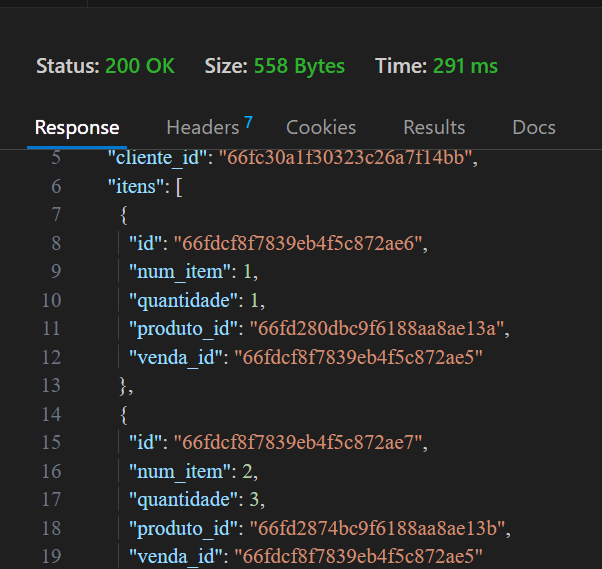 Status: 200 OK Size: 558 Bytes Time: 291 ms
Response Headers 7 Cookies Results Docs
5 "cliente_id": "66fc30a1f30323c26a7f14bb",
6 "itens": [
7 {
8 "id": "66fdcf8f7839eb4f5c872ae6",
9 "num_item": 1,
10 "quantidade": 1,
11 "produto_id": "66fd280dbc9f6188aa8ae13a",
12 "venda_id": "66fdcf8f7839eb4f5c872ae5"
13 },
14 {
15 "id": "66fdcf8f7839eb4f5c872ae7",
16 "num_item": 2,
17 "quantidade": 3,
18 "produto_id": "66fd2874bc9f6188aa8ae13b",
19 "venda_id": "66fdcf8f7839eb4f5c872ae5"